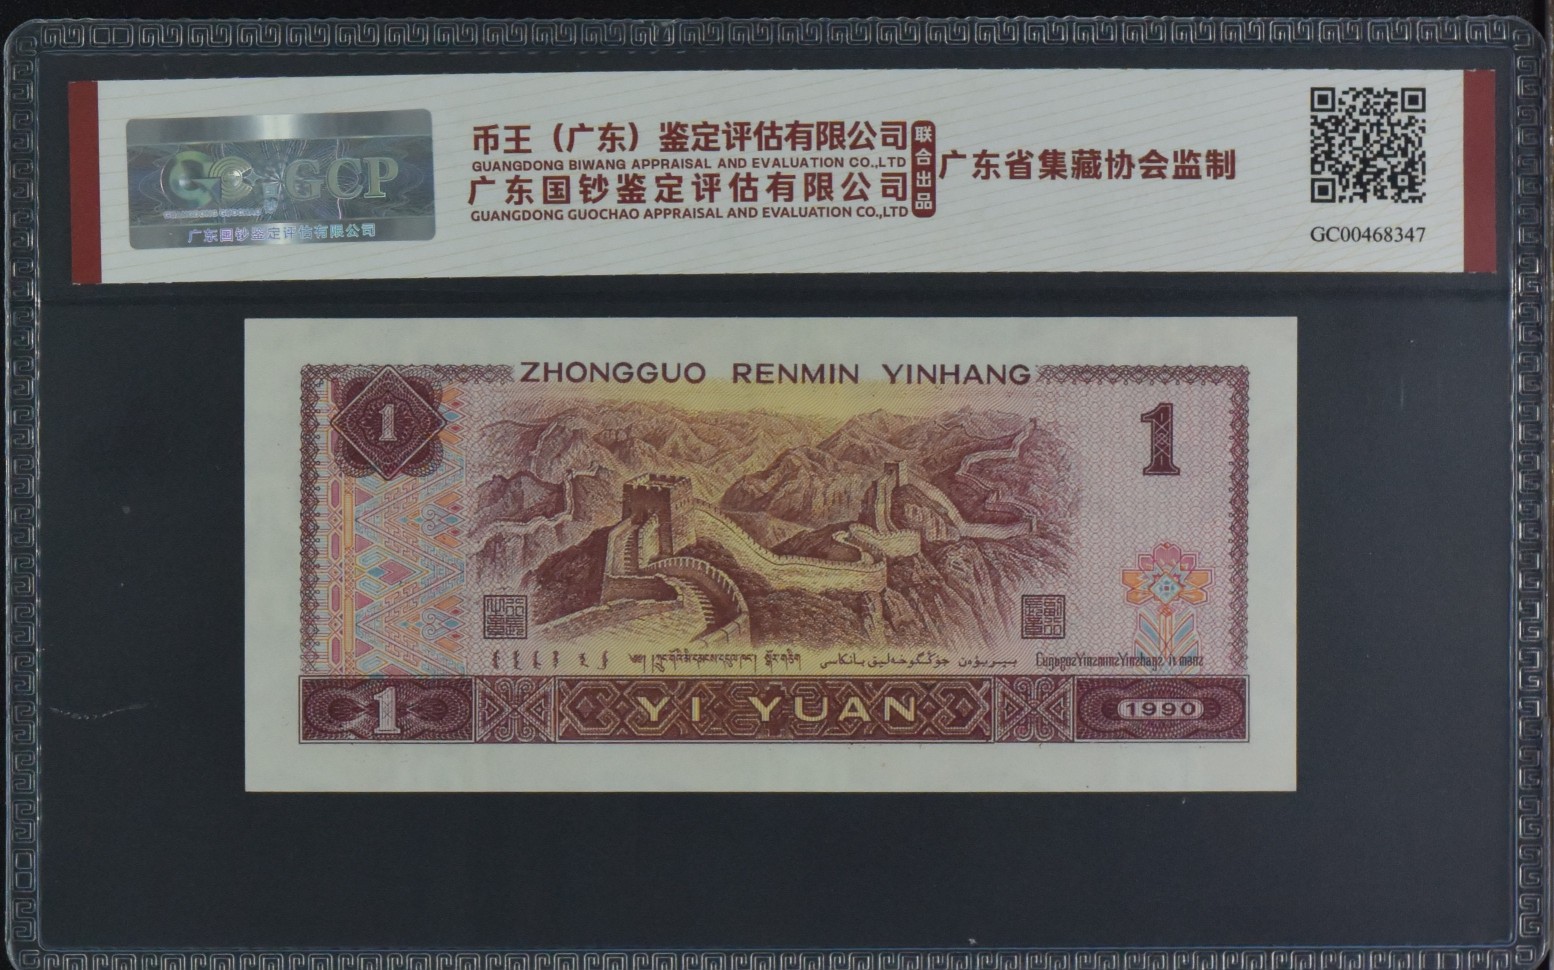 GCP
广东国钞鉴定评估有限公司
币王（广东）鉴定评估有限公司
GUANGDONG BIWANG APPRAISAL AND EVALUATION CO.,LTD
广东国钞鉴定评估有限公司
GUANGDONG GUOCHAO APPRAISAL AND EVALUATION CO.,LTD
联合出品
广东省集藏协会监制
GC00468347
ZHONGGUO RENMIN YINHANG
1
1
1
YI YUAN
1990